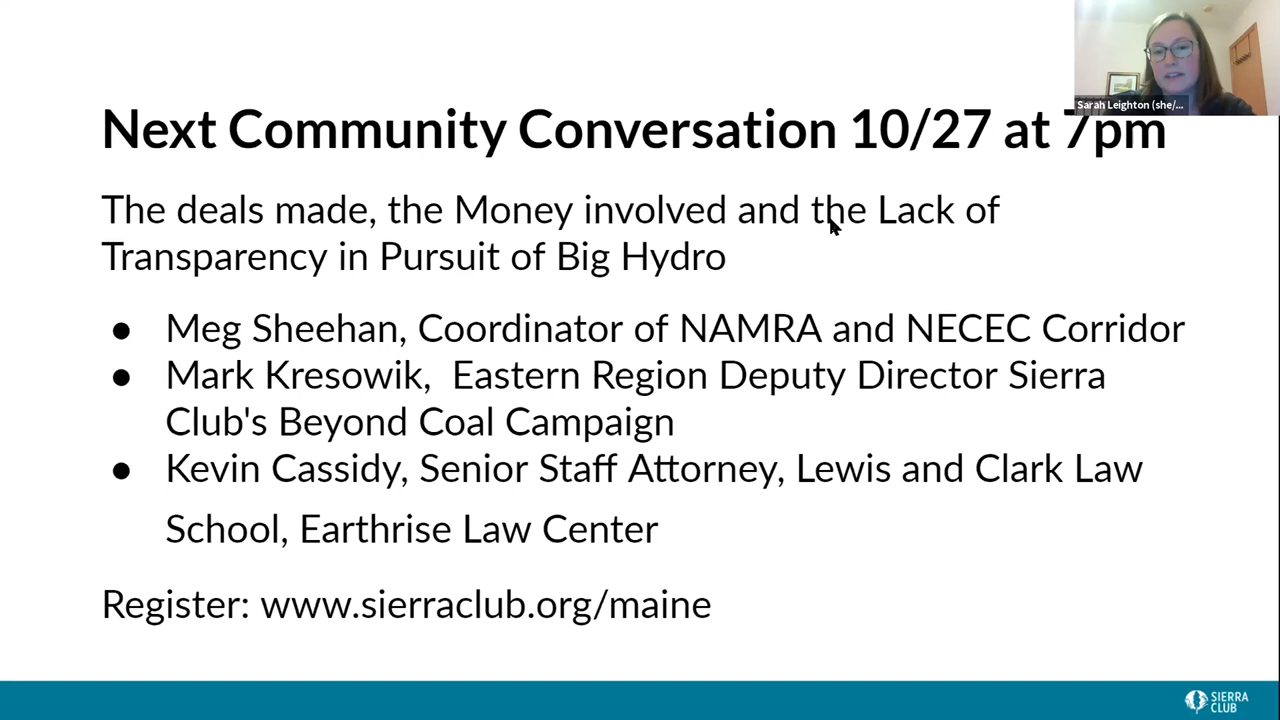 Sarah Leighton (she/...
Next Community Conversation 10/27 at 7pm
The deals made, the Money involved and the Lack of
Transparency in Pursuit of Big Hydro
● Meg Sheehan, Coordinator of NAMRA and NECEC Corridor
● Mark Kresowik,  Eastern Region Deputy Director Sierra
Club's Beyond Coal Campaign
● Kevin Cassidy, Senior Staff Attorney, Lewis and Clark Law
School, Earthrise Law Center
Register: www.sierraclub.org/maine
SIERRA
CLUB